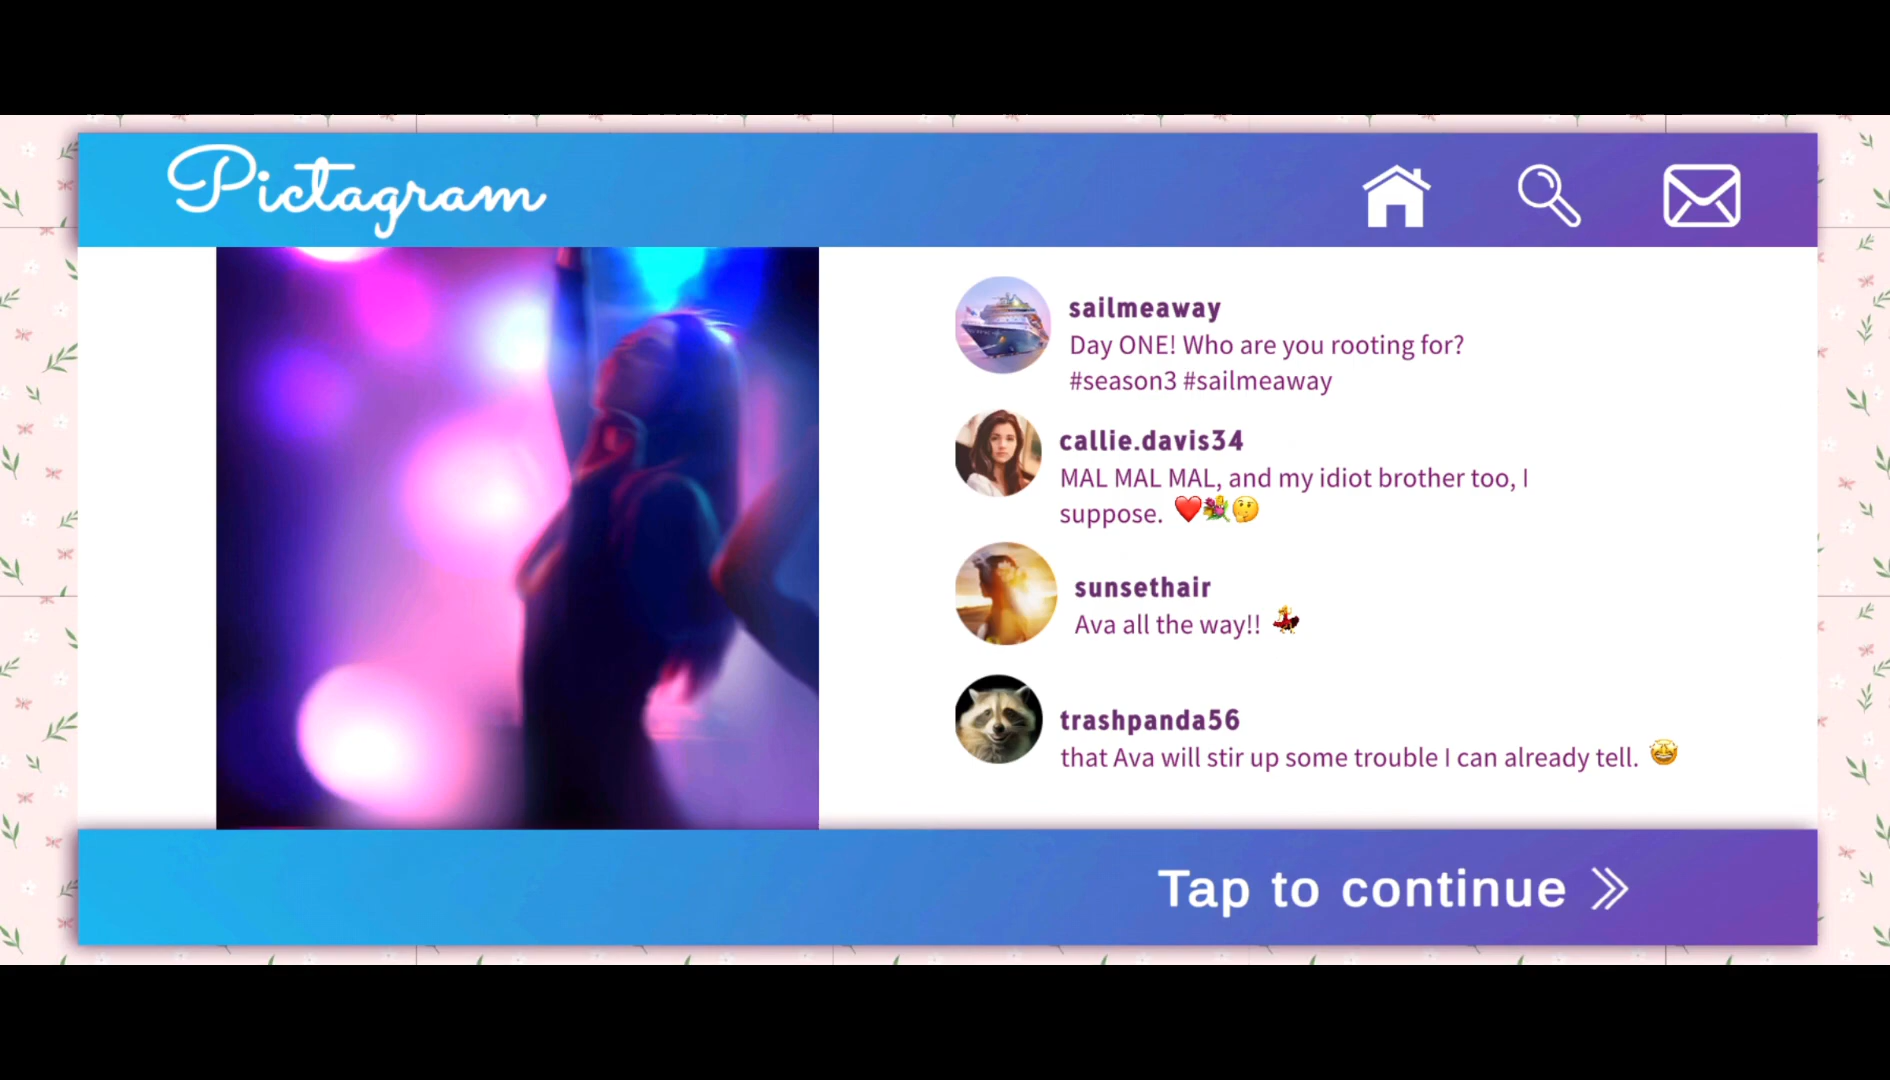 Pictagram
sailmeaway
Day ONE! Who are you rooting for?
#season3 #sailmeaway
callie.davis34
MAL MAL MAL, and my idiot brother too, I
suppose. ❤️💐🤔
sunsethair
Ava all the way!! 💃
trashpanda56
that Ava will stir up some trouble I can already tell. 🤩
Tap to continue